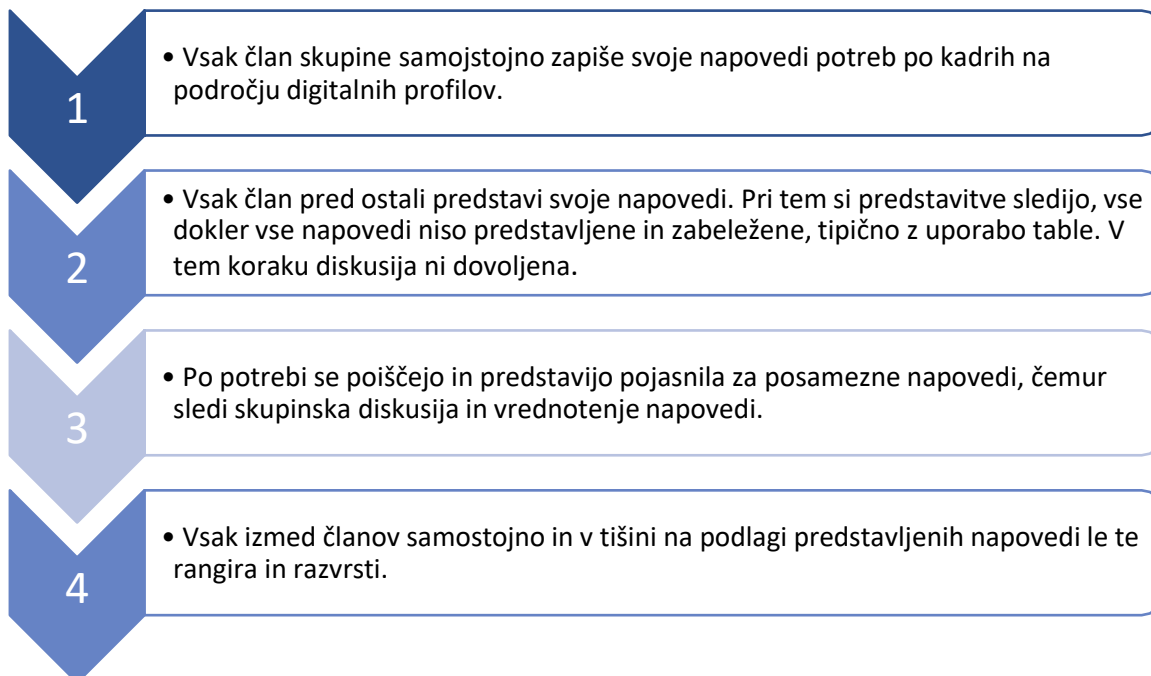 1
• Vsak član skupine samojstojno zapiše svoje napovedi potreb po kadrih na
področju digitalnih profilov.
2
• Vsak član pred ostali predstavi svoje napovedi. Pri tem si predstavitve sledijo, vse
dokler vse napovedi niso predstavljene in zabeležene, tipično z uporabo table. V
tem koraku diskusija ni dovoljena.
3
• Po potrebi se poiščejo in predstavijo pojasnila za posamezne napovedi, čemur
sledi skupinska diskusija in vrednotenje napovedi.
4
• Vsak izmed članov samostojno in v tišini na podlagi predstavljenih napovedi le te
rangira in razvrsti.